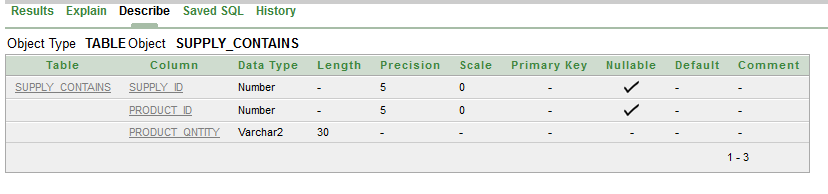 Results Explain Describe Saved SQL History
Object Type TABLE Object SUPPLY_CONTAINS
Table Column Data Type Length Precision Scale Primary Key Nullable Default Comment
SUPPLY_CONTAINS SUPPLY_ID Number - 5 0 - ✓ - -
PRODUCT_ID Number - 5 0 - ✓ - -
PRODUCT_QNTITY Varchar2 30 - - - - - -
1 - 3